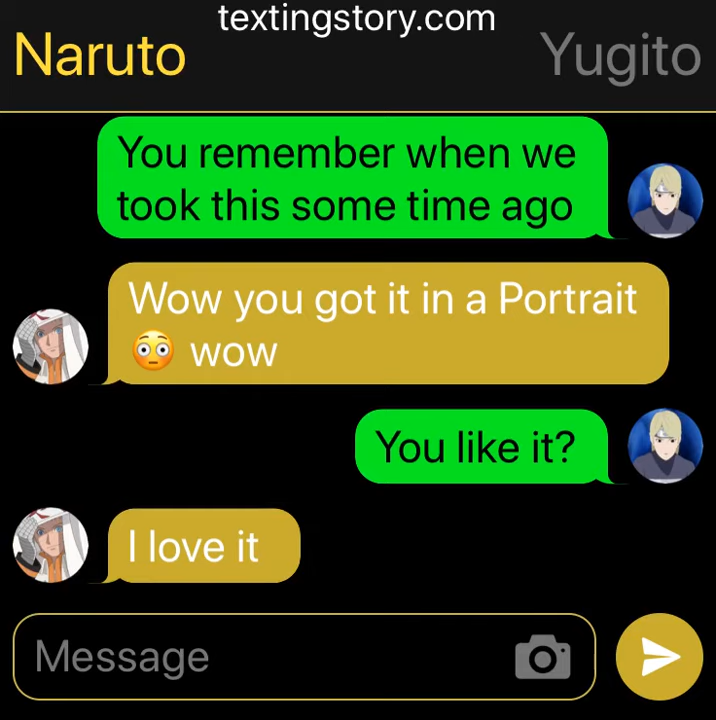 textingstory.com
Naruto
Yugito
You remember when we
took this some time ago
Wow you got it in a Portrait
😳 wow
You like it?
I love it
Message